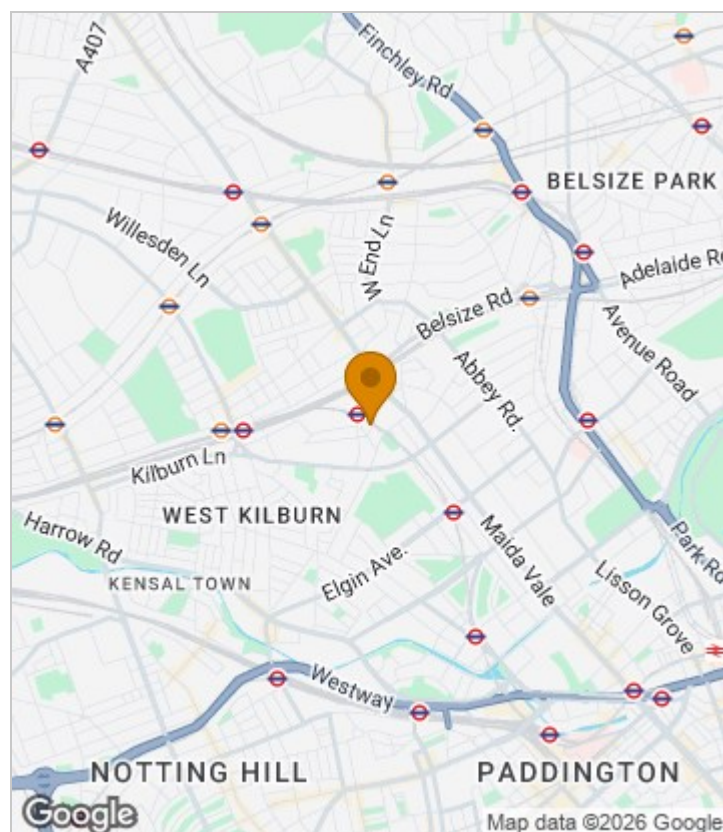 A407
Finchley Rd
BELSIZE PARK
Willesden Ln
W End Ln
Adelaide Rd
Belsize Rd
Avenue Road
Abbey Rd.
Kilburn Ln
WEST KILBURN
Harrow Rd
Maida Vale
Park Ro
Elgin Ave.
KENSAL TOWN
Lisson Grove
Westway
NOTTING HILL
PADDINGTON
Google
Map data ©2026 Google